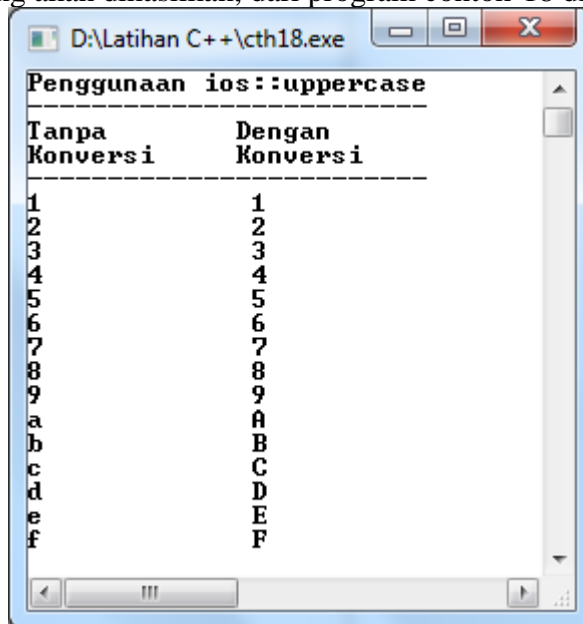 D:\Latihan C++\cth18.exe
Penggunaan ios::uppercase
-------------------------
Tanpa Dengan
Konversi Konversi
-------------------------
1 1
2 2
3 3
4 4
5 5
6 6
7 7
8 8
9 9
a A
b B
c C
d D
e E
f F